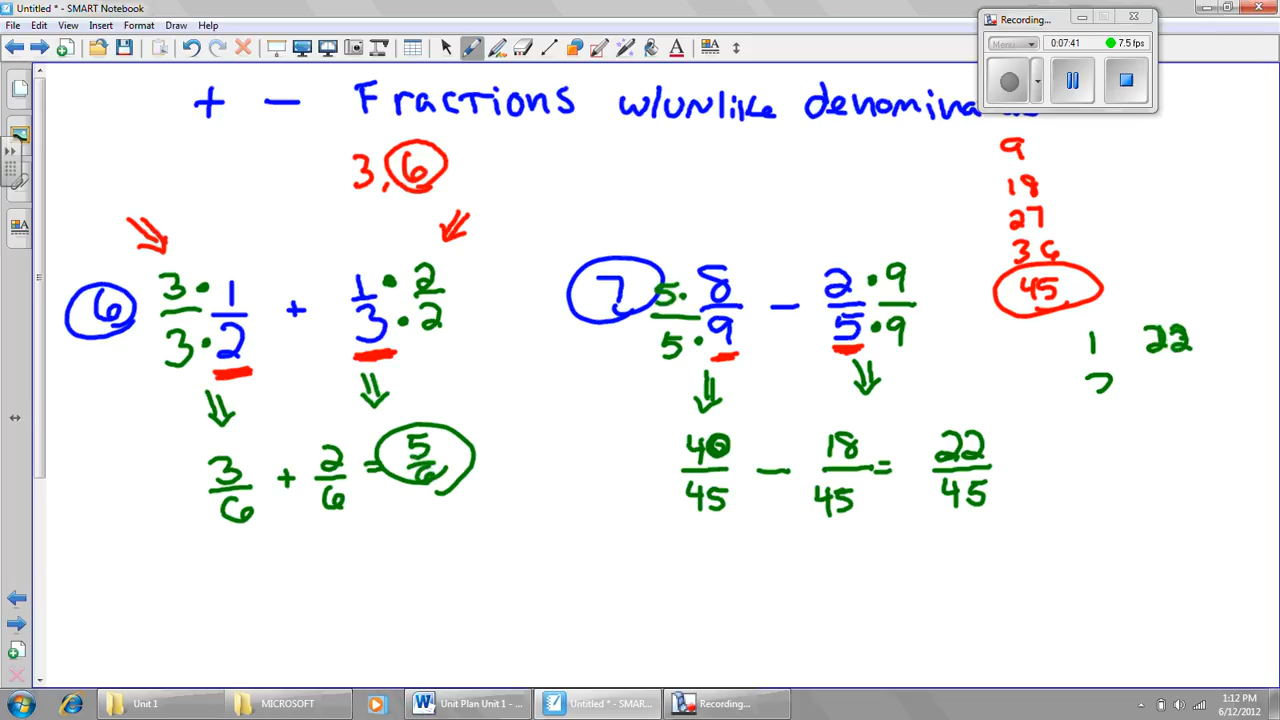 Untitled * - SMART Notebook
File Edit View Insert Format Tools Draw Help
Recording...
Menu 0:07:41 7.5 fps
+ - Fractions w/unlike
3, 6
9
18
27
36
45
6 3/3 · 1/2 + 1/3 · 2/2
7 5/5 · 8/9 - 2/5 · 9/9
1 22
2
3/6 + 2/6 = 5/6
40/45 - 18/45 = 22/45
Unit 1 MICROSOFT Unit Plan Unit 1 - ... Untitled * - SMAR... Recording...
1:12 PM
6/12/2012